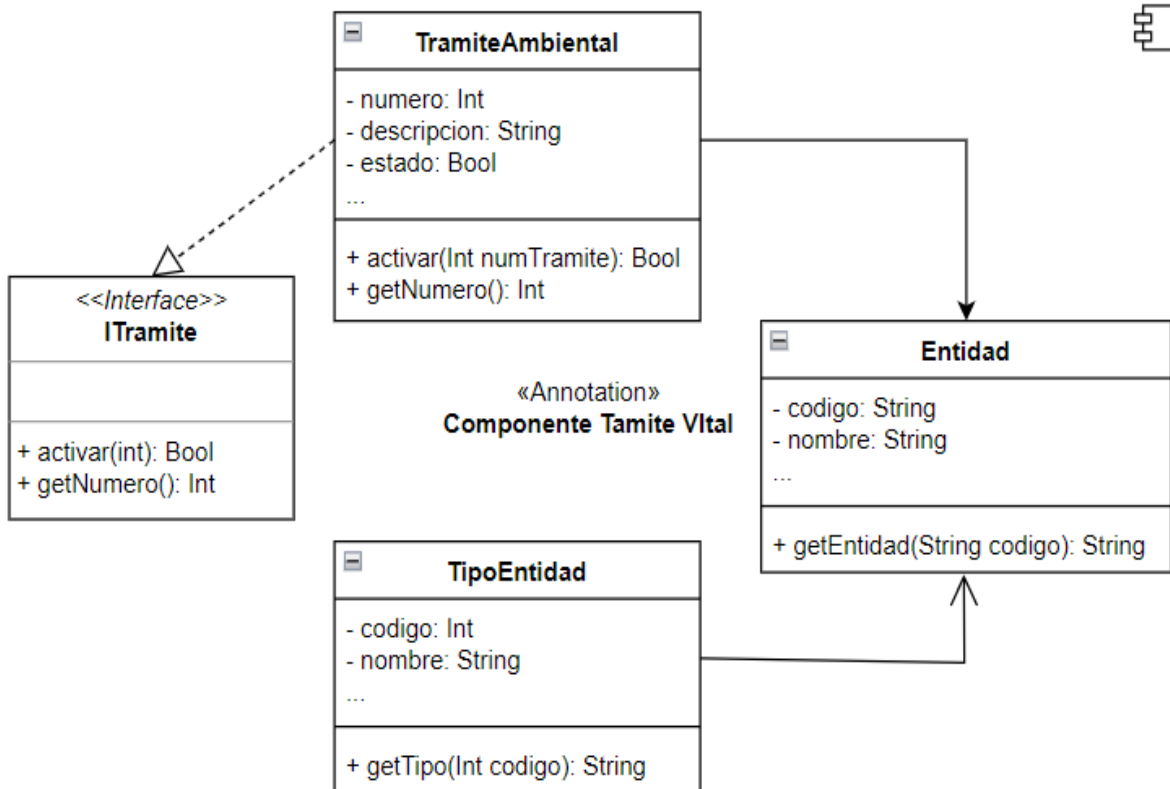 TramiteAmbiental
- numero: Int
- descripcion: String
- estado: Bool
...
+ activar(Int numTramite): Bool
+ getNumero(): Int
<<Interface>>
ITramite
+ activar(int): Bool
+ getNumero(): Int
«Annotation»
Componente Tamite VItal
Entidad
- codigo: String
- nombre: String
...
+ getEntidad(String codigo): String
TipoEntidad
- codigo: Int
- nombre: String
...
+ getTipo(Int codigo): String